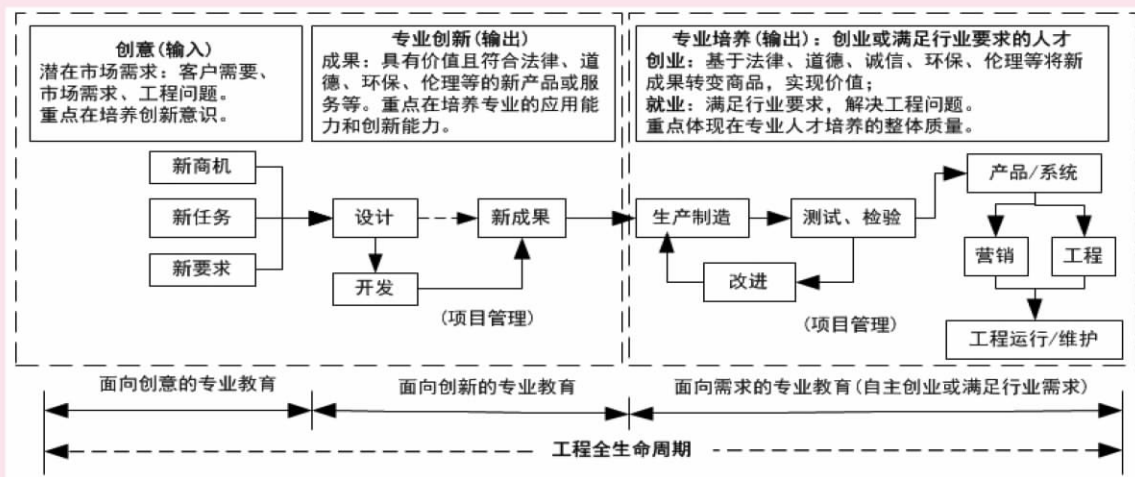 创意(输入)
潜在市场需求：客户需要、
市场需求、工程问题。
重点在培养创新意识。
专业创新(输出)
成果：具有价值且符合法律、道
德、环保、伦理等的新产品或服
务等。重点在培养专业的应用能
力和创新能力。
专业培养(输出)：创业或满足行业要求的人才
创业：基于法律、道德、诚信、环保、伦理等将新
成果转变商品，实现价值；
就业：满足行业要求，解决工程问题。
重点体现在专业人才培养的整体质量。
新商机
新任务
新要求
设计
开发
新成果
(项目管理)
生产制造
测试、检验
改进
(项目管理)
产品/系统
营销
工程
工程运行/维护
面向创意的专业教育
面向创新的专业教育
面向需求的专业教育(自主创业或满足行业需求)
工程全生命周期